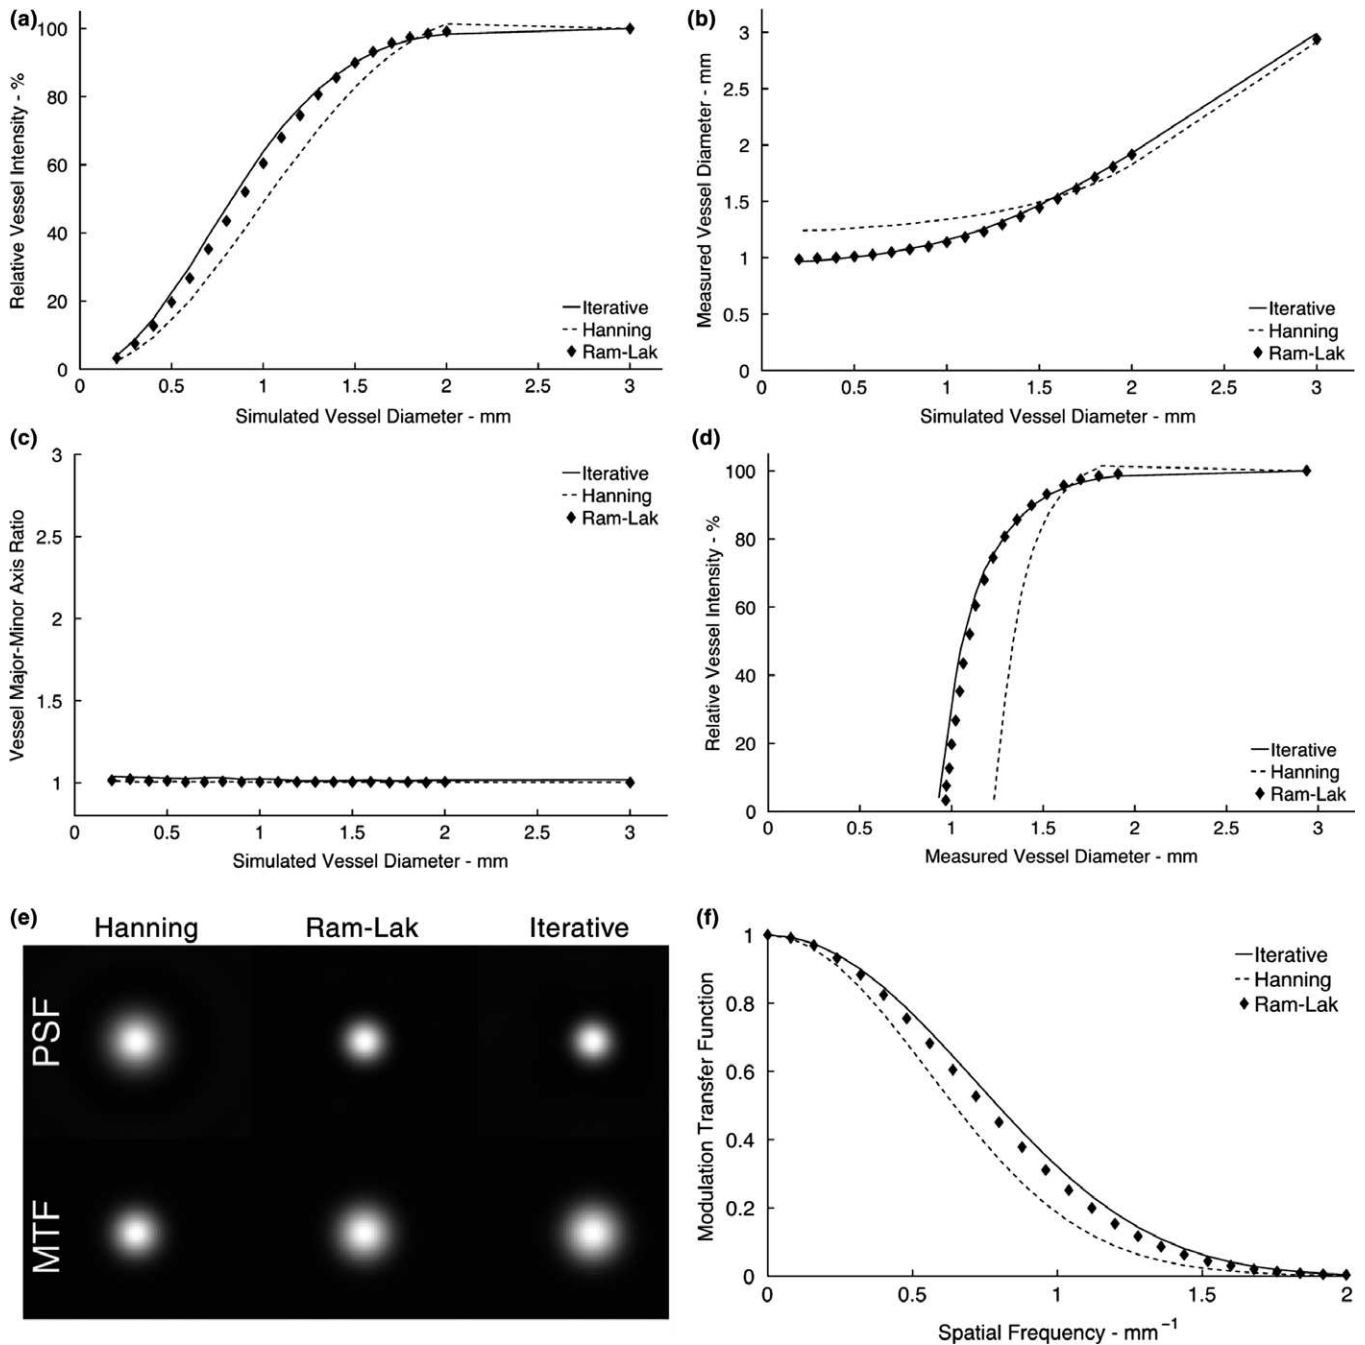 (a)
Relative Vessel Intensity - %
100
80
60
40
20
0
0 0.5 1 1.5 2 2.5 3
Simulated Vessel Diameter - mm
Iterative
Hanning
Ram-Lak
(b)
Measured Vessel Diameter - mm
3
2.5
2
1.5
1
0.5
0
0 0.5 1 1.5 2 2.5 3
Simulated Vessel Diameter - mm
Iterative
Hanning
Ram-Lak
(c)
Vessel Major-Minor Axis Ratio
3
2.5
2
1.5
1
0 0.5 1 1.5 2 2.5 3
Simulated Vessel Diameter - mm
Iterative
Hanning
Ram-Lak
(d)
Relative Vessel Intensity - %
100
80
60
40
20
0
0 0.5 1 1.5 2 2.5 3
Measured Vessel Diameter - mm
Iterative
Hanning
Ram-Lak
(e)
Hanning Ram-Lak Iterative
PSF
MTF
(f)
Modulation Transfer Function
1
0.8
0.6
0.4
0.2
0
0 0.5 1 1.5 2
Spatial Frequency - mm⁻¹
Iterative
Hanning
Ram-Lak